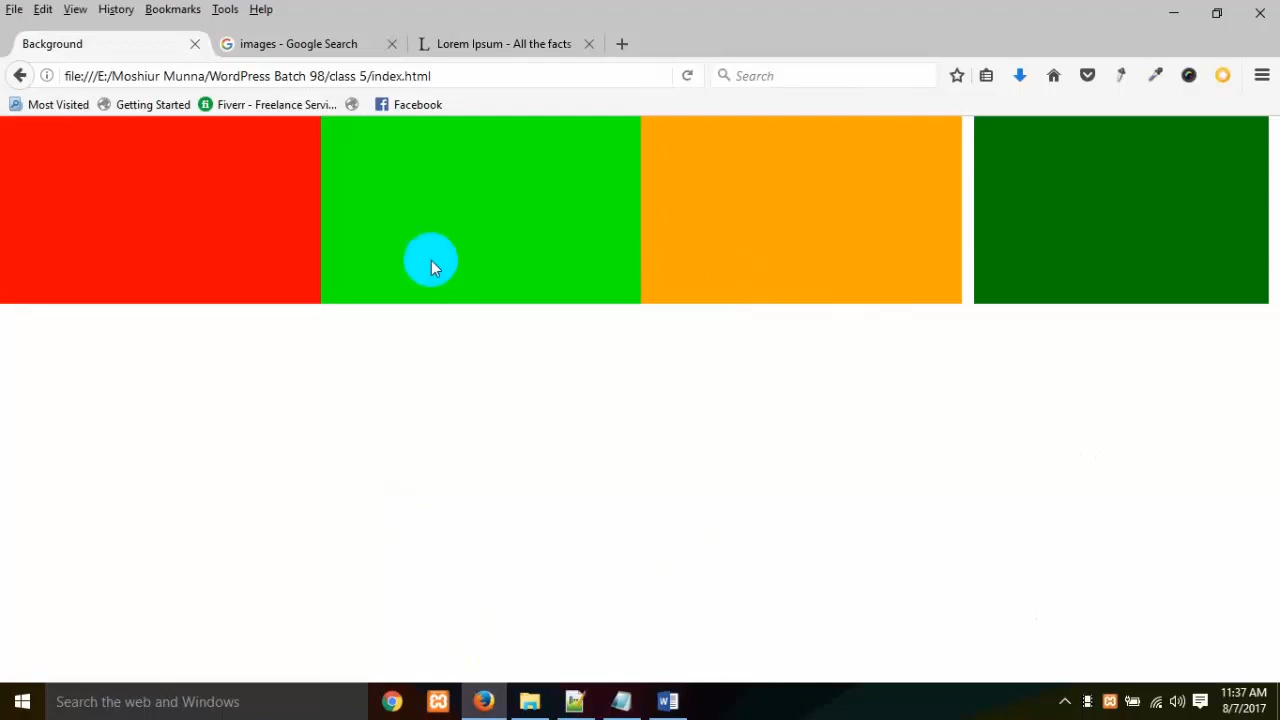 File Edit View History Bookmarks Tools Help
Background images - Google Search Lorem Ipsum - All the facts
file:///E:/Moshiur Munna/WordPress Batch 98/class 5/index.html Search
Most Visited Getting Started Fiverr - Freelance Servi... Facebook
Search the web and Windows
11:37 AM
8/7/2017